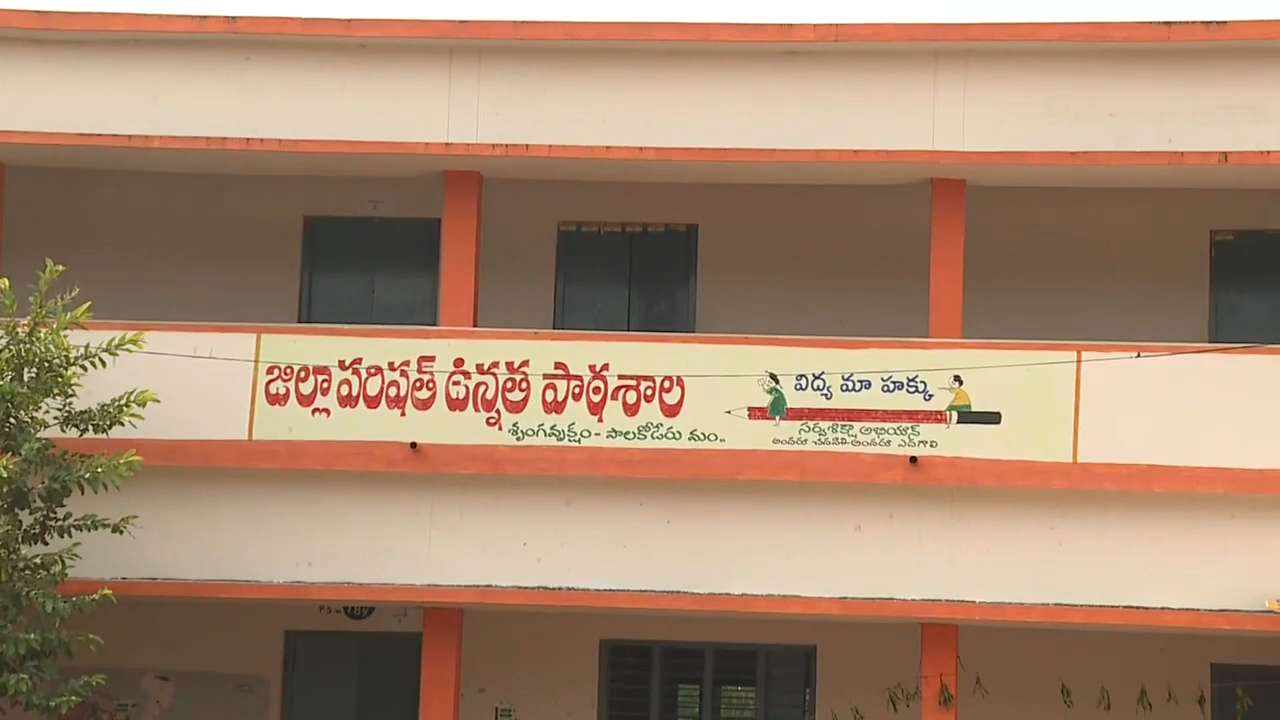 జిల్లా పరిషత్ ఉన్నత పాఠశాల
శృంగవృక్షం - పాలకోడేరు మం..
విద్య మా హక్కు
సర్వశిక్షా అభియాన్
అందరూ చదవాలి-అందరూ ఎదగాలి
P.S.